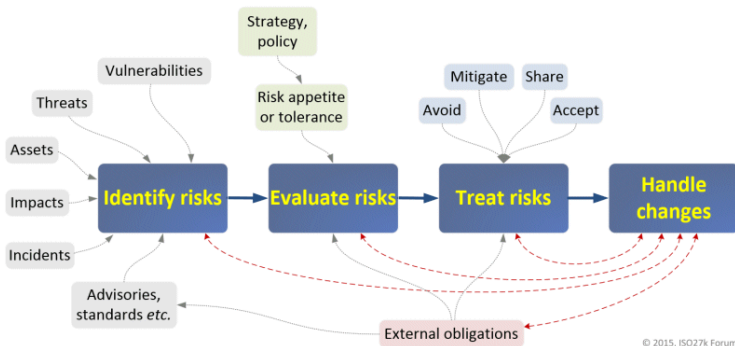 Strategy,
policy
Vulnerabilities
Mitigate
Share
Threats
Risk appetite
or tolerance
Avoid
Accept
Assets
Identify risks
Evaluate risks
Treat risks
Handle
changes
Impacts
Incidents
Advisories,
standards etc.
External obligations
© 2015, ISO27k Forum